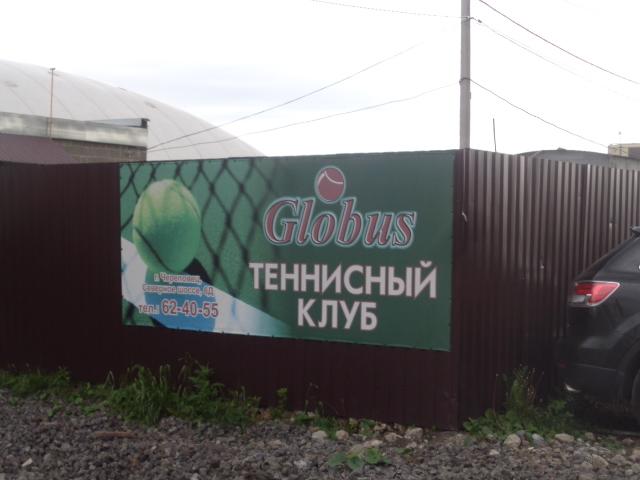 Globus
ТЕННИСНЫЙ
КЛУБ
г. Череповец,
Северное шоссе, 4Д
тел.: 62-40-55